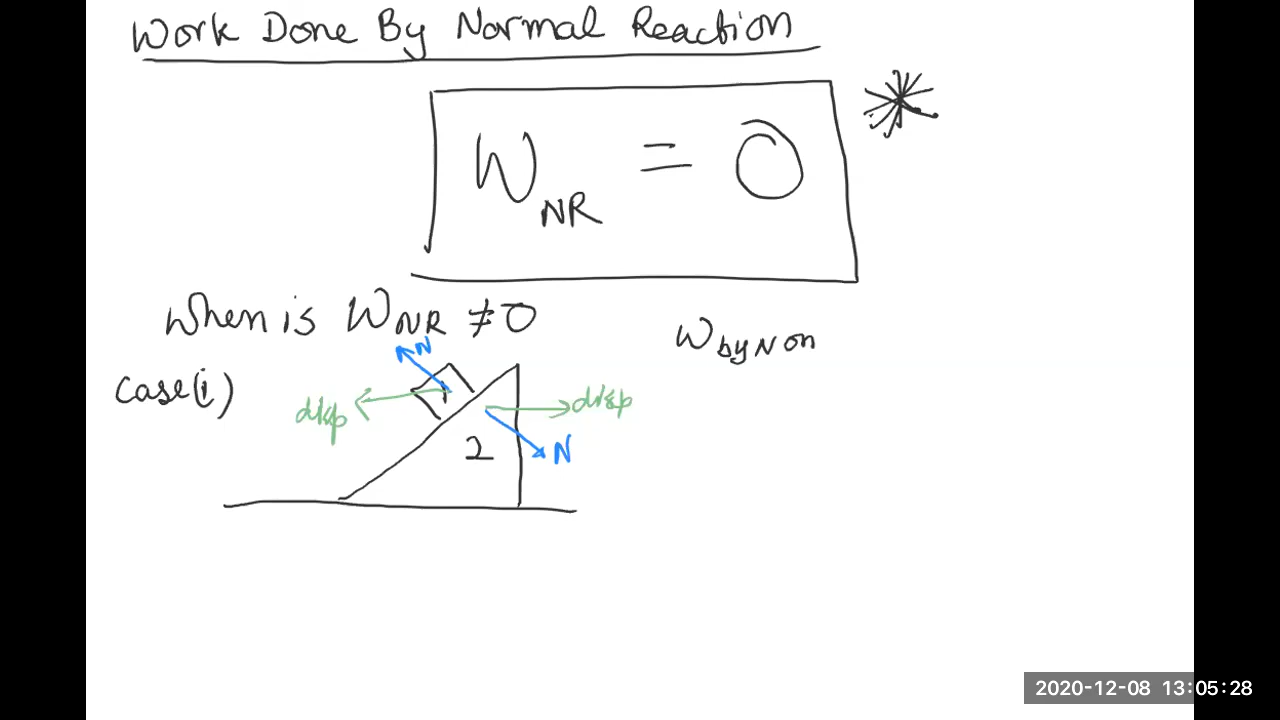 Work Done By Normal Reaction
W_NR = 0
When is W_NR ≠ 0
W_by N on
Case(i)
N
1
disp
disp
2
N
2020-12-08 13:05:28